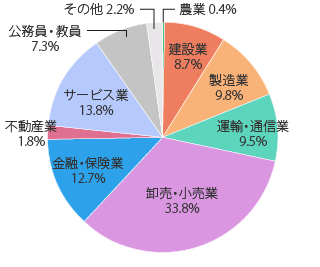 その他 2.2%
農業 0.4%
公務員・教員
7.3%
建設業
8.7%
製造業
9.8%
サービス業
13.8%
運輸・通信業
9.5%
不動産業
1.8%
金融・保険業
12.7%
卸売・小売業
33.8%